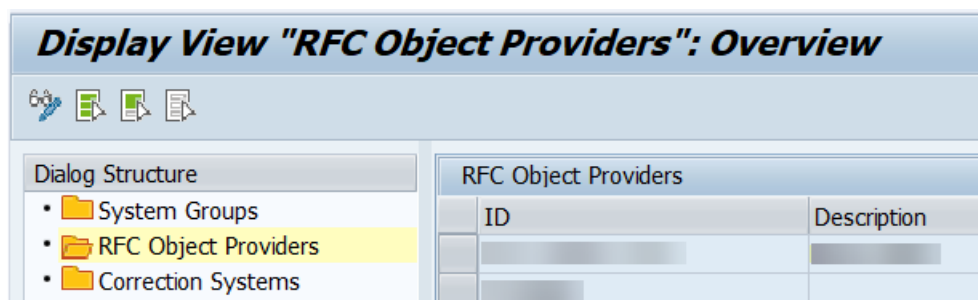 Display View "RFC Object Providers": Overview
Dialog Structure
System Groups
RFC Object Providers
Correction Systems
RFC Object Providers
ID Description